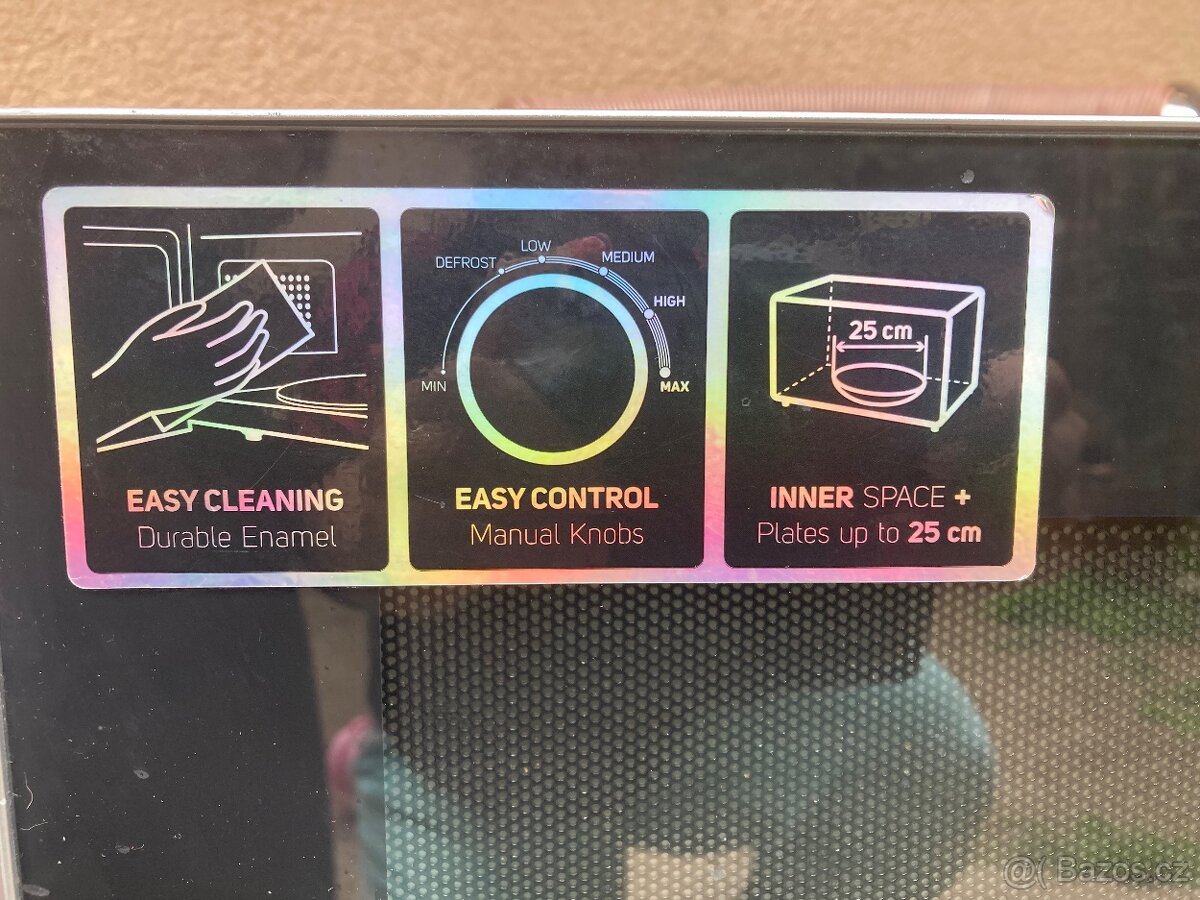 EASY CLEANING
Durable Enamel
LOW
DEFROST
MEDIUM
HIGH
MIN
MAX
EASY CONTROL
Manual Knobs
25 cm
INNER SPACE +
Plates up to 25 cm
@( Bazos.cz